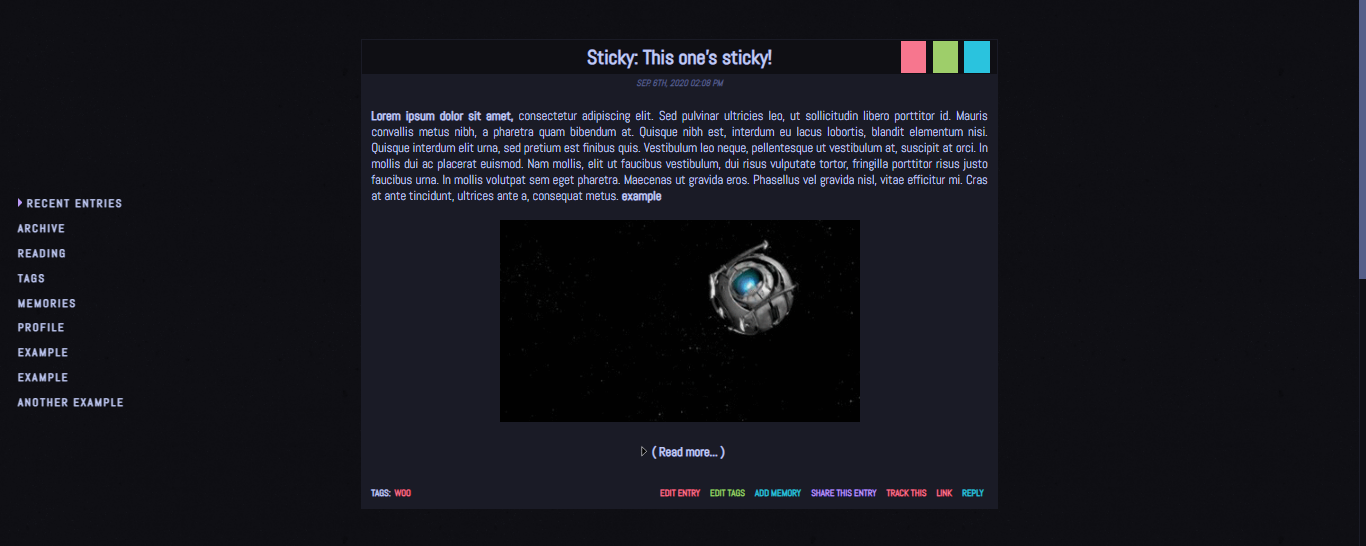 Sticky: This one's sticky!
SEP. 6TH, 2020 02:08 PM
Lorem ipsum dolor sit amet, consectetur adipiscing elit. Sed pulvinar ultricies leo, ut sollicitudin libero porttitor id. Mauris
convallis metus nibh, a pharetra quam bibendum at. Quisque nibh est, interdum eu lacus lobortis, blandit elementum nisi.
Quisque interdum elit urna, sed pretium est finibus quis. Vestibulum leo neque, pellentesque ut vestibulum at, suscipit at orci. In
mollis dui ac placerat euismod. Nam mollis, elit ut faucibus vestibulum, dui risus vulputate tortor, fringilla porttitor risus justo
faucibus urna. In mollis volutpat sem eget pharetra. Maecenas ut gravida eros. Phasellus vel gravida nisl, vitae efficitur mi. Cras
at ante tincidunt, ultrices ante a, consequat metus. example
( Read more... )
TAGS: WOO
EDIT ENTRY EDIT TAGS ADD MEMORY SHARE THIS ENTRY TRACK THIS LINK REPLY
RECENT ENTRIES
ARCHIVE
READING
TAGS
MEMORIES
PROFILE
EXAMPLE
EXAMPLE
ANOTHER EXAMPLE